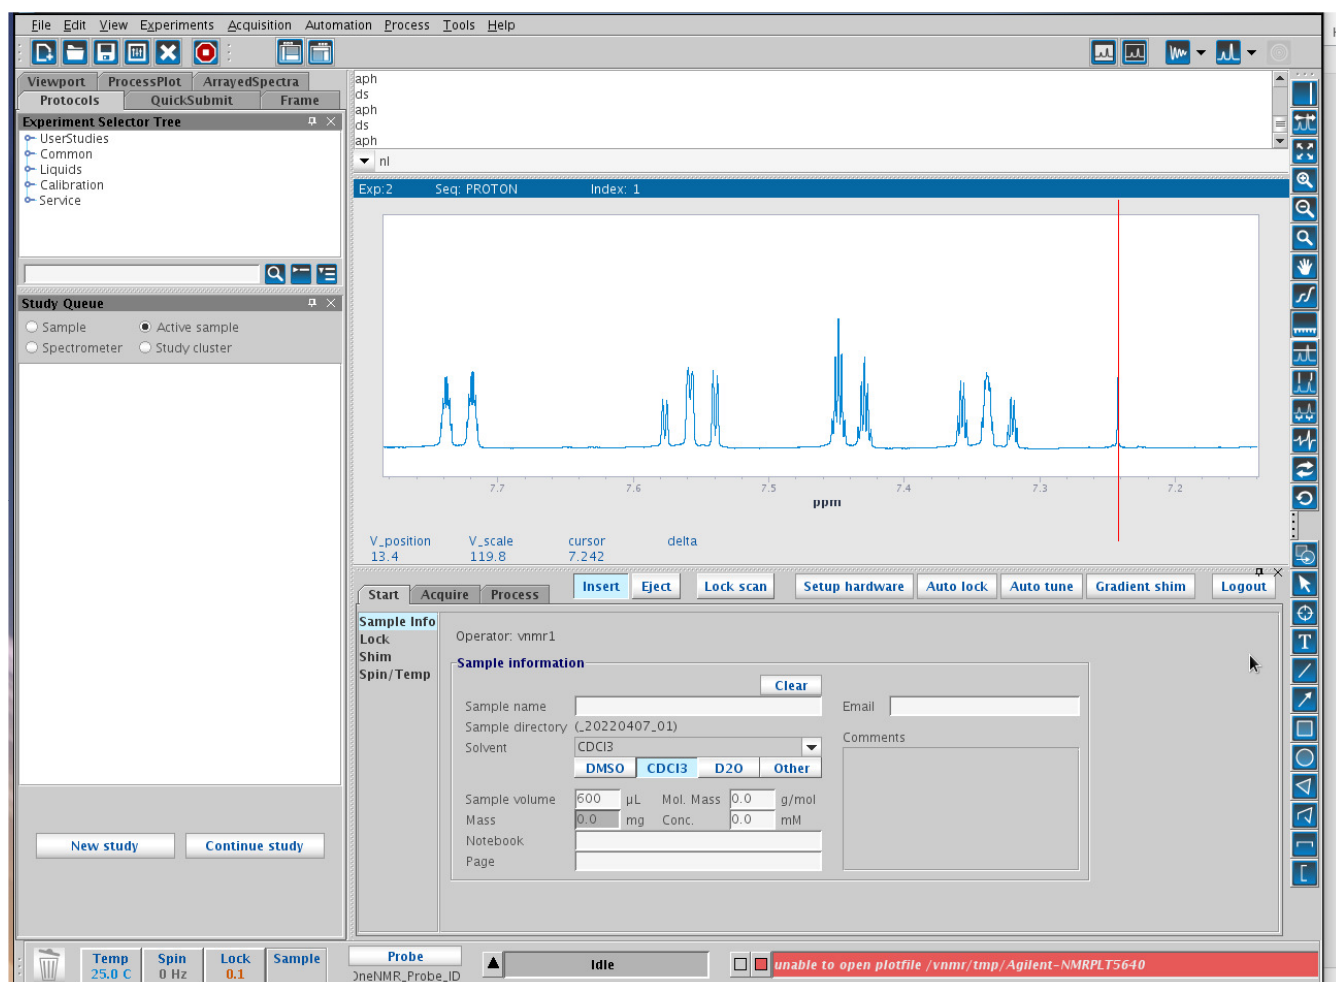 File Edit View Experiments Acquisition Automation Process Tools Help
Viewport ProcessPlot ArrayedSpectra
Protocols QuickSubmit Frame
Experiment Selector Tree
UserStudies
Common
Liquids
Calibration
Service
Study Queue
Sample Active sample
Spectrometer Study cluster
New study Continue study
aph
ds
aph
ds
aph
nl
Exp:2 Seq: PROTON Index: 1
7.7 7.6 7.5 7.4 7.3 7.2
ppm
V_position V_scale cursor delta
13.4 119.8 7.242
Start Acquire Process Insert Eject Lock scan Setup hardware Auto lock Auto tune Gradient shim Logout
Sample Info
Lock
Shim
Spin/Temp
Operator: vnmr1
Sample information
Clear
Sample name Email
Sample directory (_20220407_01)
Comments
Solvent CDCl3
DMSO CDCl3 D2O Other
Sample volume 600 µL Mol. Mass 0.0 g/mol
Mass 0.0 mg Conc. 0.0 mM
Notebook
Page
Temp Spin Lock Sample
25.0 C 0 Hz 0.1
Probe
OneNMR_Probe_ID
Idle
unable to open plotfile /vnmr/tmp/Agilent-NMRPLT5640
T